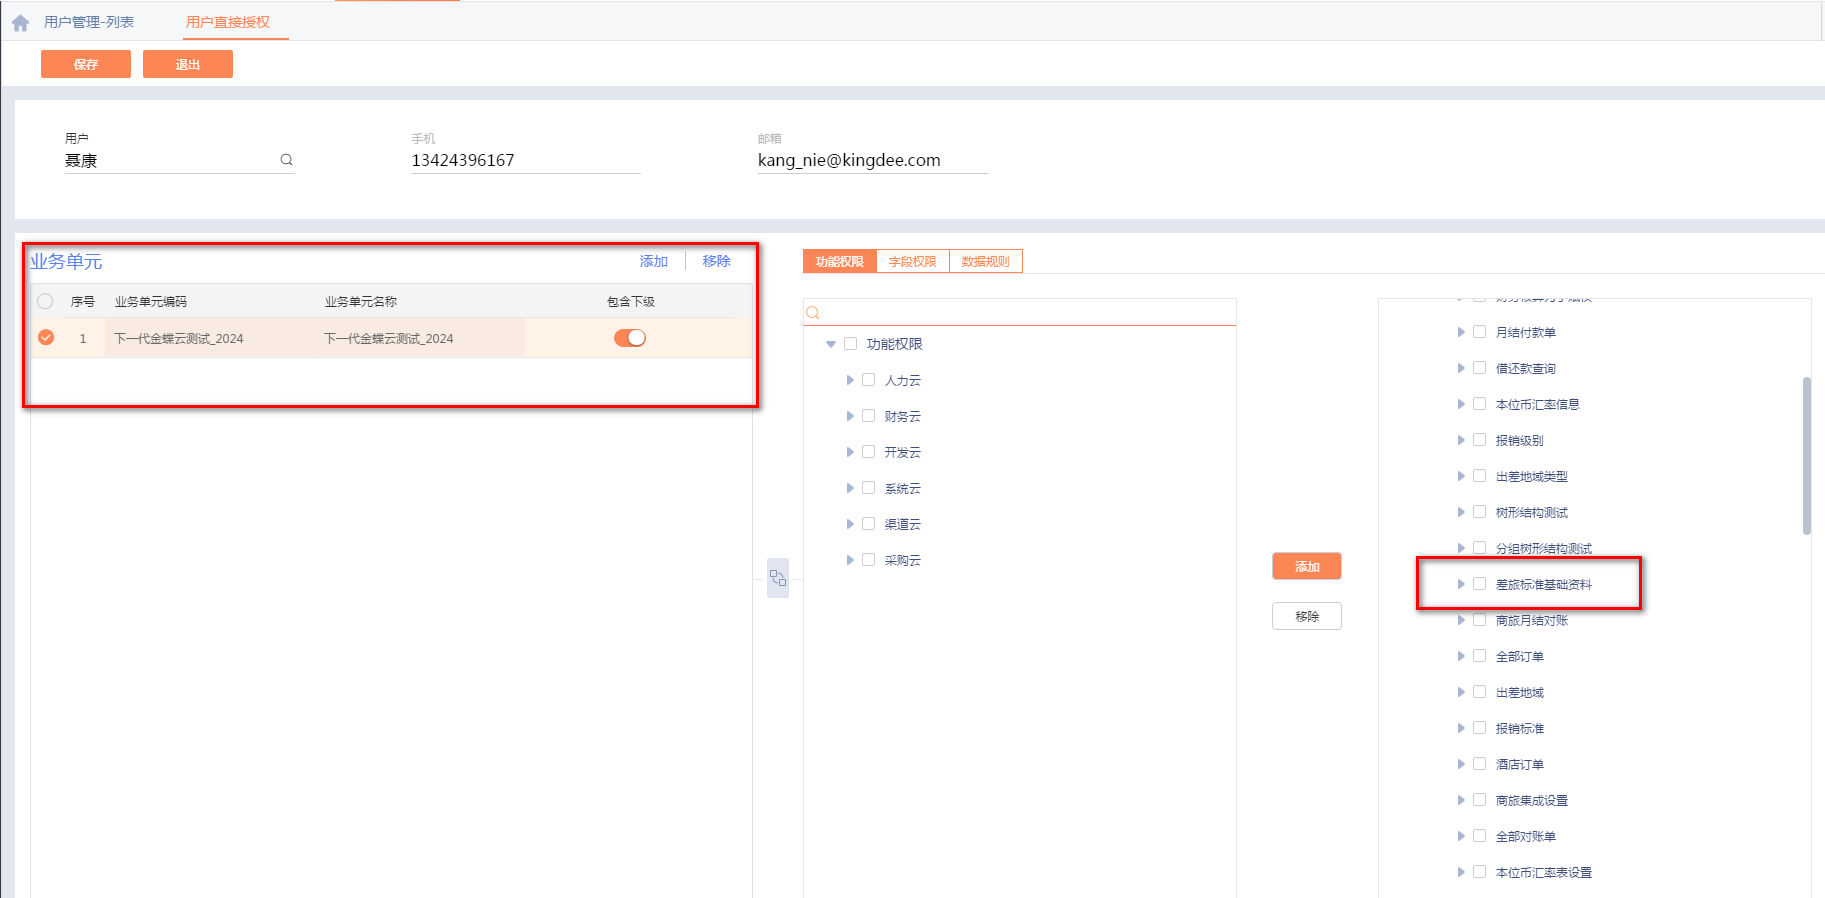 用户管理-列表 用户直接授权
保存 退出
用户 手机 邮箱
聂康 13424396167 kang_nie@kingdee.com
业务单元 添加 移除
序号 业务单元编码 业务单元名称 包含下级
1 下一代金蝶云测试_2024 下一代金蝶云测试_2024
功能权限 字段权限 数据规则
功能权限
人力云
财务云
开发云
系统云
渠道云
采购云
添加
移除
月结付款单
借还款查询
本位币汇率信息
报销级别
出差地域类型
树形结构测试
分组树形结构测试
差旅标准基础资料
商旅月结对账
全部订单
出差地域
报销标准
酒店订单
商旅集成设置
全部对账单
本位币汇率表设置